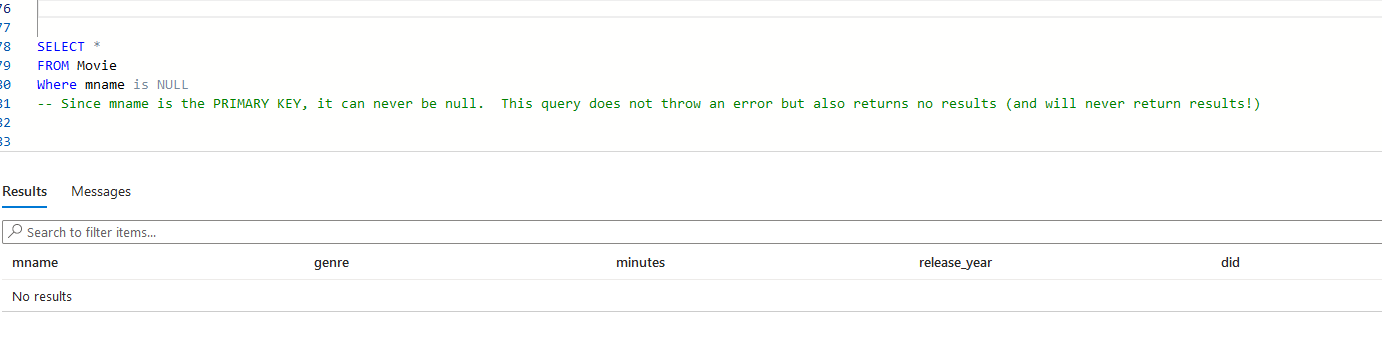 76
77
78 SELECT *
79 FROM Movie
80 Where mname is NULL
81 -- Since mname is the PRIMARY KEY, it can never be null.  This query does not throw an error but also returns no results (and will never return results!)
82
83
Results Messages
Search to filter items...
mname genre minutes release_year did
No results